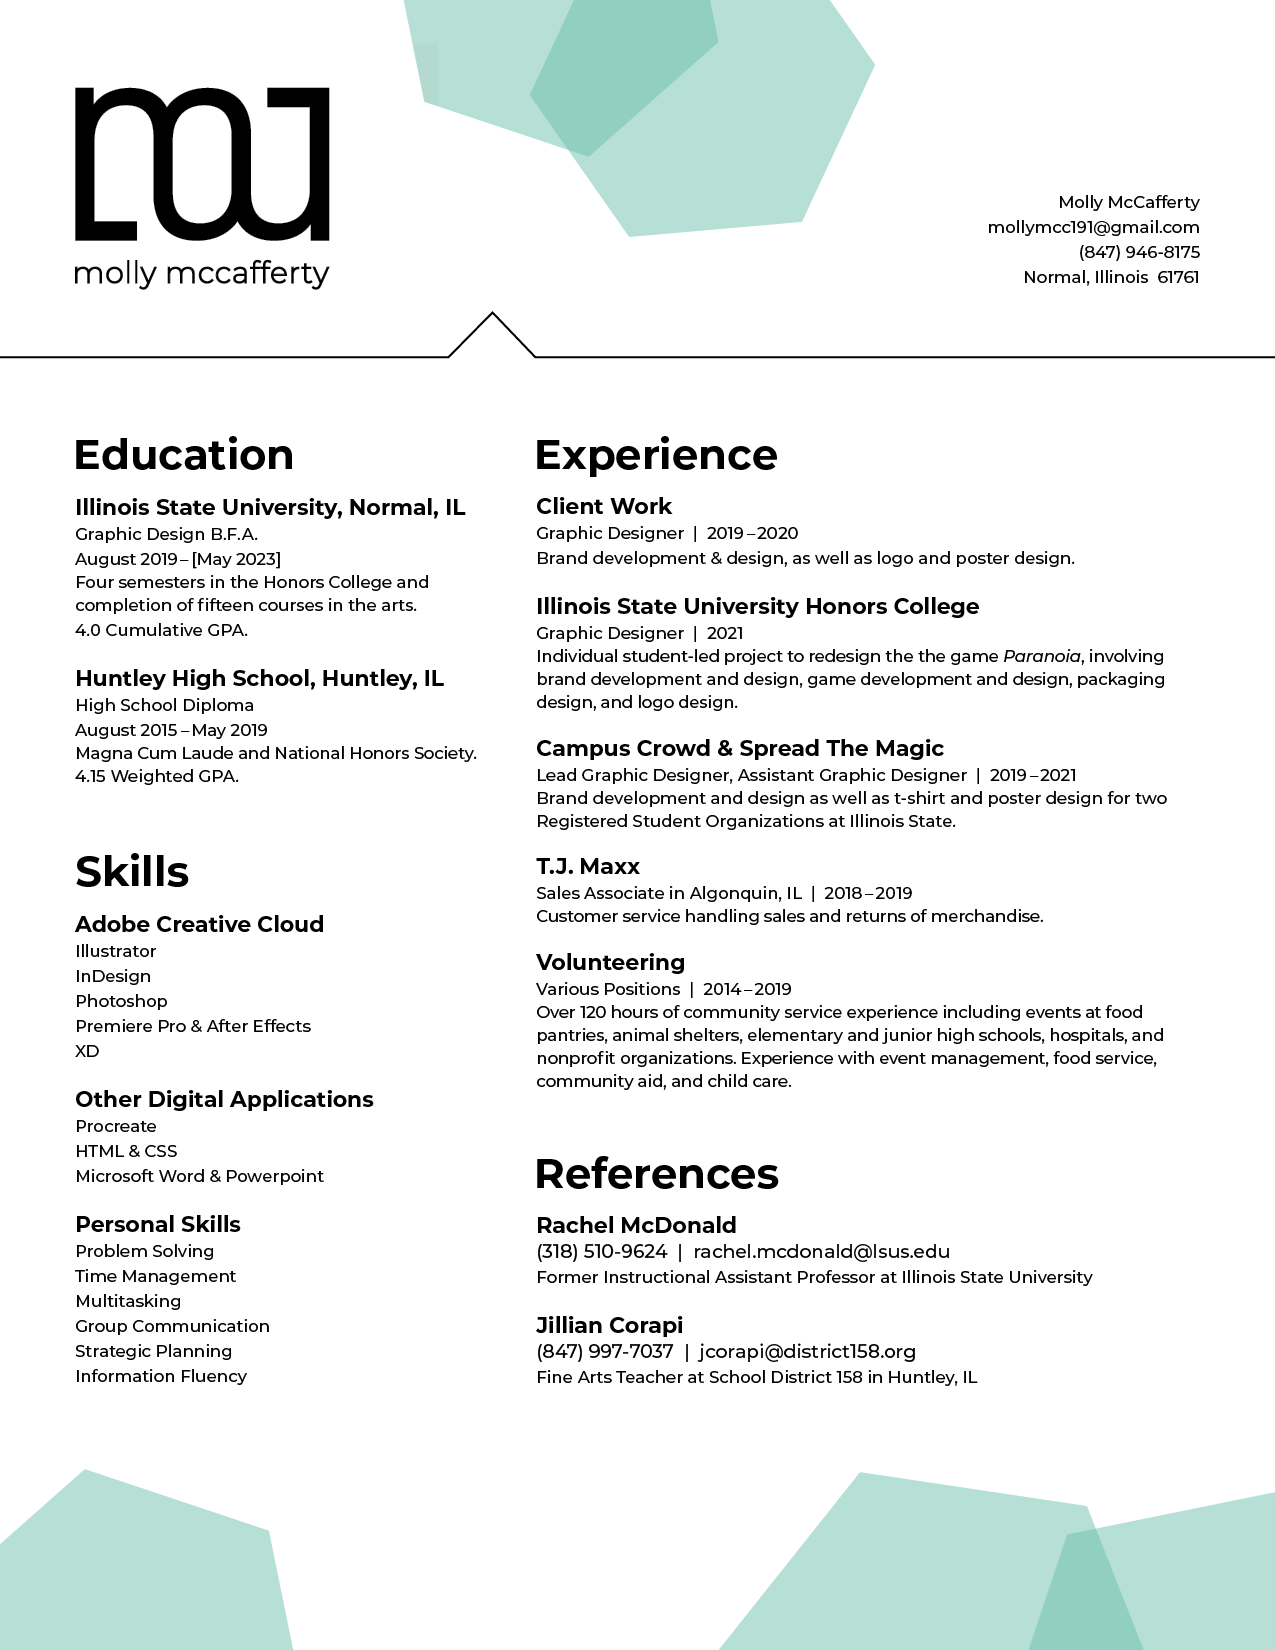 molly mccafferty
Molly McCafferty
mollymcc191@gmail.com
(847) 946-8175
Normal, Illinois  61761
Education
Illinois State University, Normal, IL
Graphic Design B.F.A.
August 2019–[May 2023]
Four semesters in the Honors College and
completion of fifteen courses in the arts.
4.0 Cumulative GPA.
Huntley High School, Huntley, IL
High School Diploma
August 2015–May 2019
Magna Cum Laude and National Honors Society.
4.15 Weighted GPA.
Skills
Adobe Creative Cloud
Illustrator
InDesign
Photoshop
Premiere Pro & After Effects
XD
Other Digital Applications
Procreate
HTML & CSS
Microsoft Word & Powerpoint
Personal Skills
Problem Solving
Time Management
Multitasking
Group Communication
Strategic Planning
Information Fluency
Experience
Client Work
Graphic Designer | 2019–2020
Brand development & design, as well as logo and poster design.
Illinois State University Honors College
Graphic Designer | 2021
Individual student-led project to redesign the the game Paranoia, involving
brand development and design, game development and design, packaging
design, and logo design.
Campus Crowd & Spread The Magic
Lead Graphic Designer, Assistant Graphic Designer | 2019–2021
Brand development and design as well as t-shirt and poster design for two
Registered Student Organizations at Illinois State.
T.J. Maxx
Sales Associate in Algonquin, IL | 2018–2019
Customer service handling sales and returns of merchandise.
Volunteering
Various Positions | 2014–2019
Over 120 hours of community service experience including events at food
pantries, animal shelters, elementary and junior high schools, hospitals, and
nonprofit organizations. Experience with event management, food service,
community aid, and child care.
References
Rachel McDonald
(318) 510-9624 | rachel.mcdonald@lsus.edu
Former Instructional Assistant Professor at Illinois State University
Jillian Corapi
(847) 997-7037 | jcorapi@district158.org
Fine Arts Teacher at School District 158 in Huntley, IL